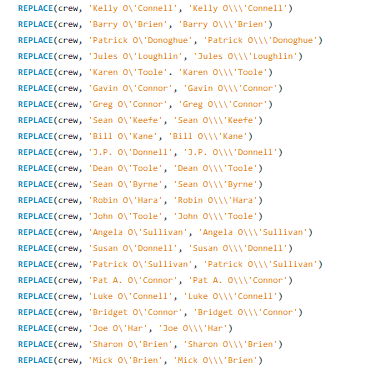 REPLACE(crew, 'Kelly O\'Connell', 'Kelly O\\\'Connell')
REPLACE(crew, 'Barry O\'Brien', 'Barry O\\\'Brien')
REPLACE(crew, 'Patrick O\'Donoghue', 'Patrick O\\\'Donoghue')
REPLACE(crew, 'Jules O\'Loughlin', 'Jules O\\\'Loughlin')
REPLACE(crew, 'Karen O\'Toole'. 'Karen O\\\'Toole')
REPLACE(crew, 'Gavin O\'Connor', 'Gavin O\\\'Connor')
REPLACE(crew, 'Greg O\'Connor', 'Greg O\\\'Connor')
REPLACE(crew, 'Sean O\'Keefe', 'Sean O\\\'Keefe')
REPLACE(crew, 'Bill O\'Kane', 'Bill O\\\'Kane')
REPLACE(crew, 'J.P. O\'Donnell', 'J.P. O\\\'Donnell')
REPLACE(crew, 'Dean O\'Toole', 'Dean O\\\'Toole')
REPLACE(crew, 'Sean O\'Byrne', 'Sean O\\\'Byrne')
REPLACE(crew, 'Robin O\'Hara', 'Robin O\\\'Hara')
REPLACE(crew, 'John O\'Toole', 'John O\\\'Toole')
REPLACE(crew, 'Angela O\'Sullivan', 'Angela O\\\'Sullivan')
REPLACE(crew, 'Susan O\'Donnell', 'Susan O\\\'Donnell')
REPLACE(crew, 'Patrick O\'Sullivan', 'Patrick O\\\'Sullivan')
REPLACE(crew, 'Pat A. O\'Connor', 'Pat A. O\\\'Connor')
REPLACE(crew, 'Luke O\'Connell', 'Luke O\\\'Connell')
REPLACE(crew, 'Bridget O\'Connor', 'Bridget O\\\'Connor')
REPLACE(crew, 'Joe O\'Har', 'Joe O\\\'Har')
REPLACE(crew, 'Sharon O\'Brien', 'Sharon O\\\'Brien')
REPLACE(crew, 'Mick O\'Brien', 'Mick O\\\'Brien')